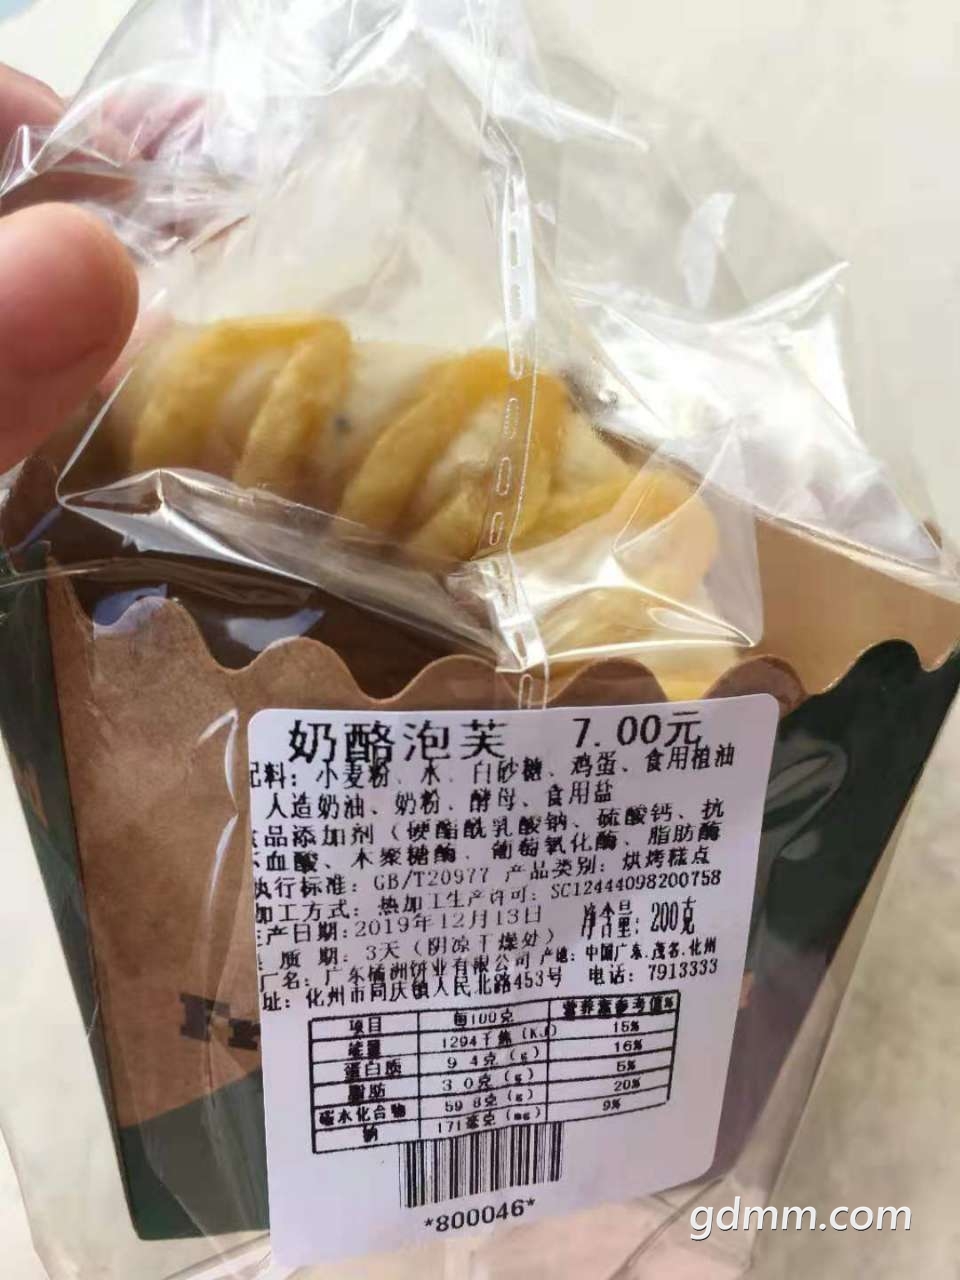 奶酪泡芙 7.00元
配料：小麦粉、水、白砂糖、鸡蛋、食用植油
人造奶油、奶粉、酵母、食用盐
食品添加剂（硬酯酰乳酸钠、硫酸钙、抗
坏血酸、木聚糖酶、葡萄氧化酶、脂肪酶
执行标准：GB/T20977 产品类别：烘烤糕点
加工方式：热加工生产许可：SC12444098200758
生产日期：2019年12月13日 净含量：200克
质期：3天（阴凉干燥处）
厂名：广东橘洲饼业有限公司 产地：中国广东.茂名.化州
址：化州市同庆镇人民北路453号 电话：7913333
项目 每100克 营养素参考值%
能量 1294千焦(KJ) 15%
蛋白质 9.4克(g) 16%
脂肪 3.0克(g) 5%
碳水化合物 59.8克(g) 20%
钠 171毫克(mg) 9%
*800046*
gdmm.com